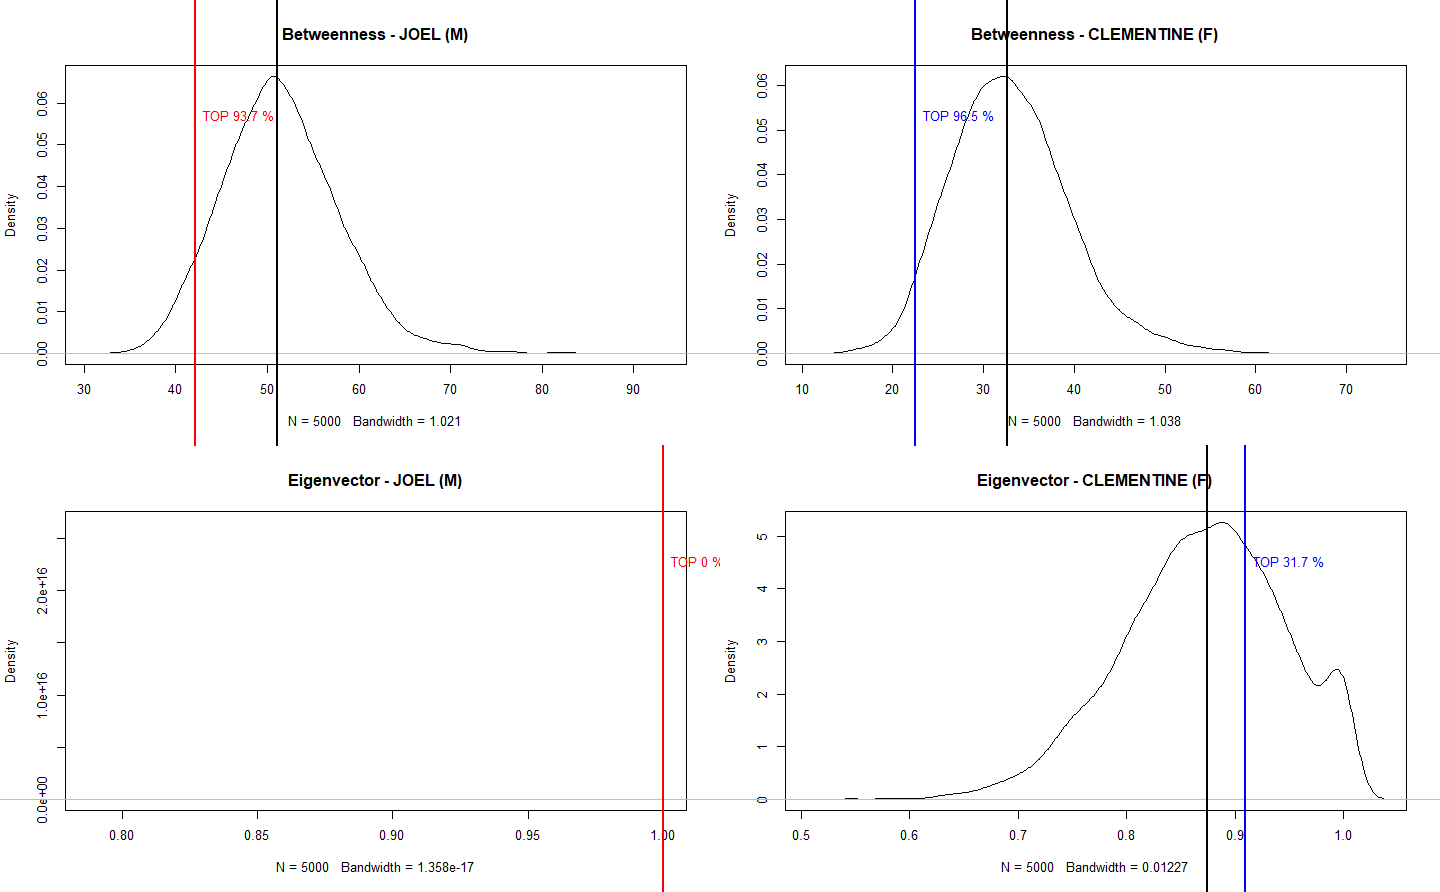 Betweenness - JOEL (M)
TOP 93.7 %
Density
0.00 0.01 0.02 0.03 0.04 0.05 0.06
30 40 50 60 70 80 90
N = 5000 Bandwidth = 1.021
Betweenness - CLEMENTINE (F)
TOP 96.5 %
Density
0.00 0.01 0.02 0.03 0.04 0.05 0.06
10 20 30 40 50 60 70
N = 5000 Bandwidth = 1.038
Eigenvector - JOEL (M)
TOP 0 %
Density
0.0e+00 1.0e+16 2.0e+16
0.80 0.85 0.90 0.95 1.00
N = 5000 Bandwidth = 1.358e-17
Eigenvector - CLEMENTINE (F)
TOP 31.7 %
Density
0 1 2 3 4 5
0.5 0.6 0.7 0.8 0.9 1.0
N = 5000 Bandwidth = 0.01227